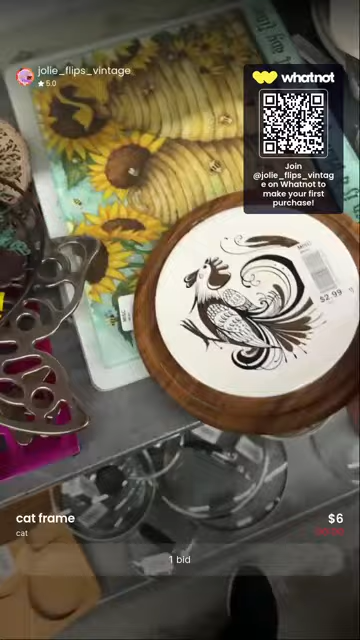 jolie_flips_vintage
5.0
whatnot
Join
@jolie_flips_vintag
e on Whatnot to
make your first
purchase!
$2.99
cat frame
$6
cat
1 bid